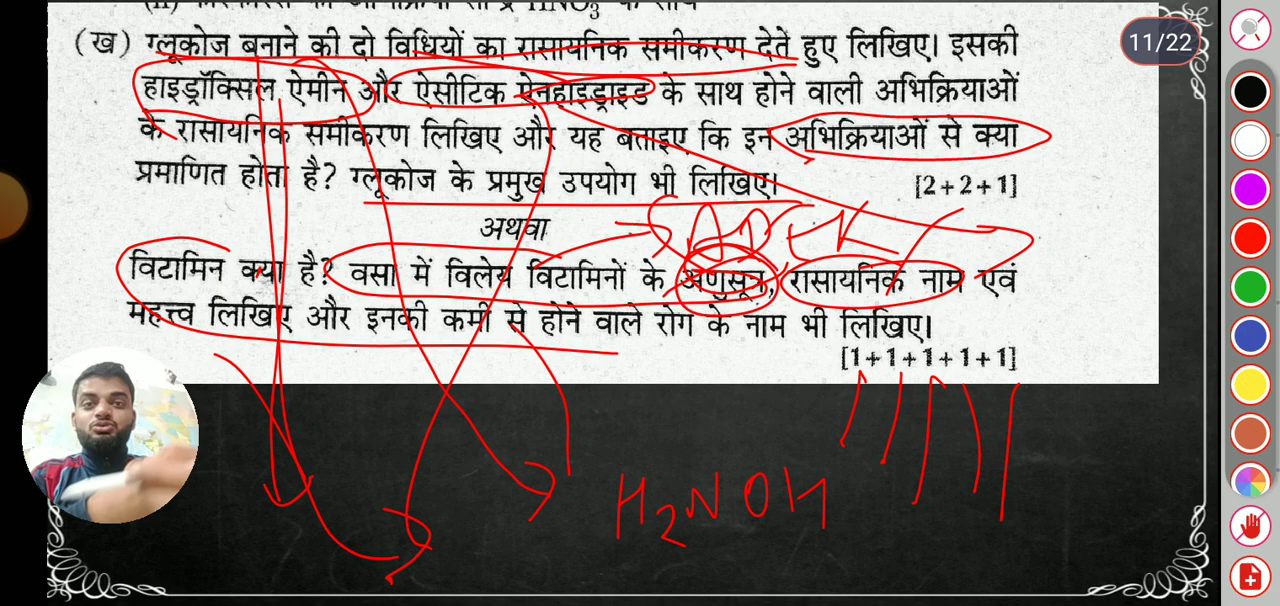 (ख) ग्लूकोज बनाने की दो विधियों का रासायनिक समीकरण देते हुए लिखिए। इसकी
11/22
हाइड्रॉक्सिल ऐमीन और ऐसीटिक ऐनहाइड्राइड के साथ होने वाली अभिक्रियाओं
के रासायनिक समीकरण लिखिए और यह बताइए कि इन अभिक्रियाओं से क्या
प्रमाणित होता है? ग्लूकोज के प्रमुख उपयोग भी लिखिए। [2+2+1]
अथवा
ADEK
विटामिन क्या है? वसा में विलेय विटामिनों के अणुसूत्र, रासायनिक नाम एवं
महत्त्व लिखिए और इनकी कमी से होने वाले रोग के नाम भी लिखिए।
[1+1+1+1+1]
H2NOH